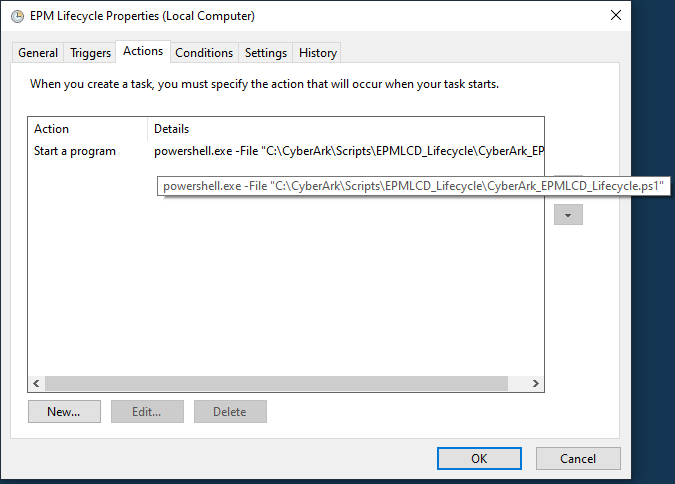 EPM Lifecycle Properties (Local Computer)
General Triggers Actions Conditions Settings History
When you create a task, you must specify the action that will occur when your task starts.
Action Details
Start a program powershell.exe -File "C:\CyberArk\Scripts\EPMLCD_Lifecycle\CyberArk_EP
powershell.exe -File "C:\CyberArk\Scripts\EPMLCD_Lifecycle\CyberArk_EPMLCD_Lifecycle.ps1"
New... Edit... Delete
OK Cancel